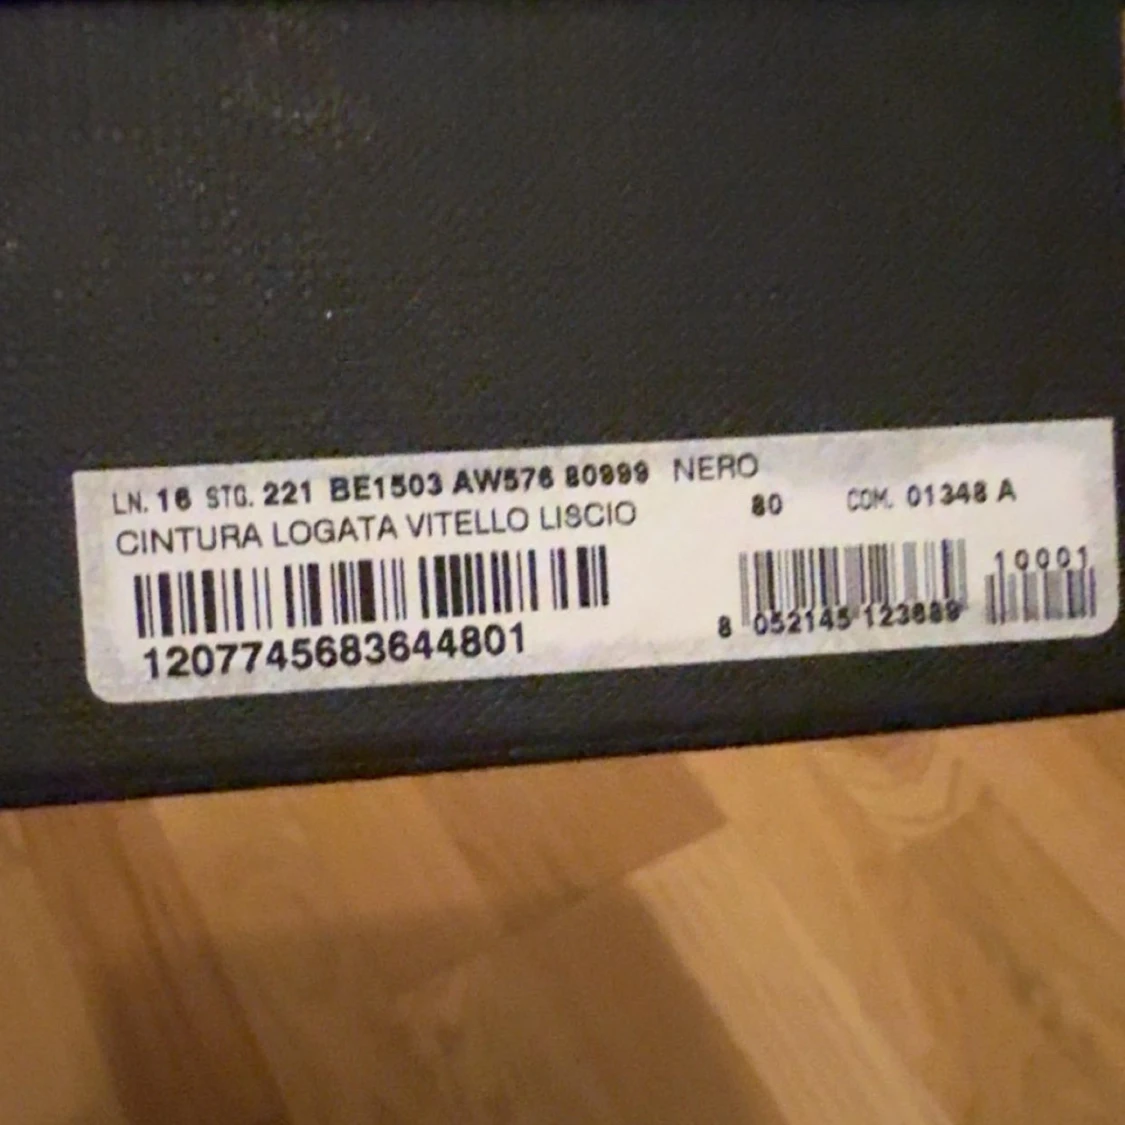 LN. 16 STG. 221 BE1503 AW576 80999 NERO
CINTURA LOGATA VITELLO LISCIO 80 COM. 01348 A
1207745683644801
8 052145 123689
10001